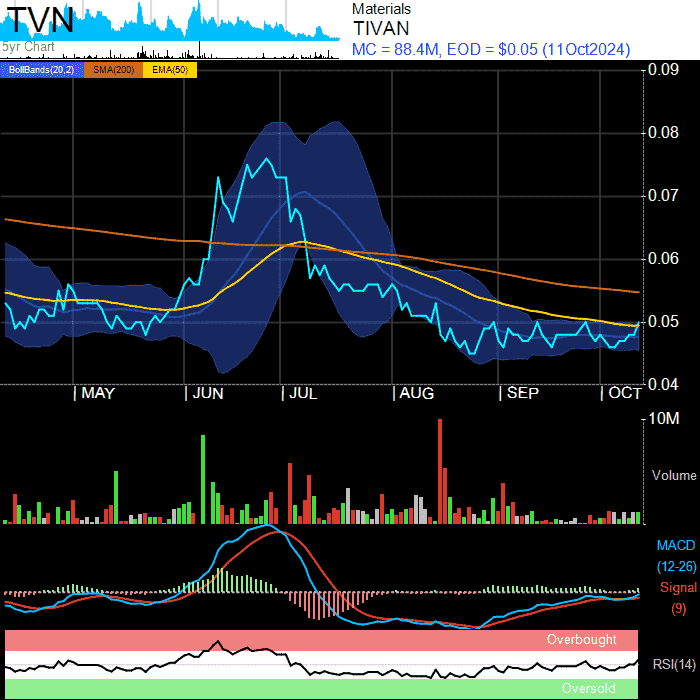 TVN
5yr Chart
Materials
TIVAN
MC = 88.4M, EOD = $0.05 (11Oct2024)
BollBands(20,2) SMA(200) EMA(50)
0.09
0.08
0.07
0.06
0.05
0.04
MAY JUN JUL AUG SEP OCT
10M
Volume
MACD
(12-26)
Signal
(9)
Overbought
RSI(14)
Oversold